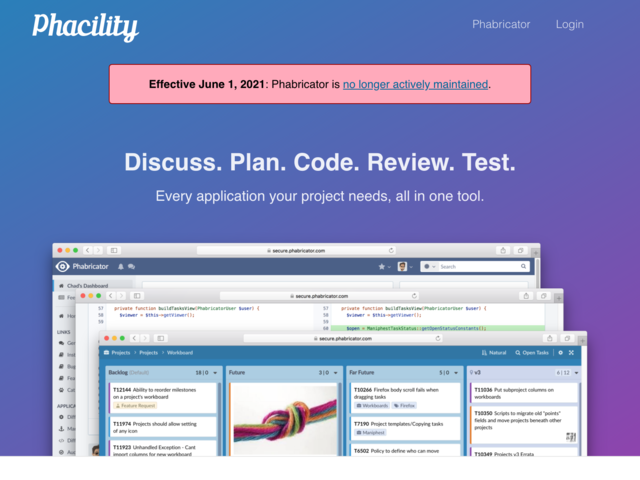 Phacility
Phabricator Login
Effective June 1, 2021: Phabricator is no longer actively maintained.
Discuss. Plan. Code. Review. Test.
Every application your project needs, all in one tool.
secure.phabricator.com
Phabricator
Search
Chad's Dashboard
secure.phabricator.com
LINKS
57 private function buildTasksView(PhabricatorUser $user) {
58 $viewer = $this->getViewer();
59
57 private function buildTasksView(PhabricatorUser $user) {
58 $viewer = $this->getViewer();
$open = ManiphestTaskStatus::getOpenStatusConstants();
secure.phabricator.com
Projects Projects Workboard
Natural Open Tasks
Backlog (Default) 18 | 0
Future 3 | 0
Far Future 5 | 0
v3 6 | 12
T12144 Ability to reorder milestones
on a project's workboard
Feature Request
T11974 Projects should allow setting
of any icon
T11923 Unhandled Exception - Cant
import columns for new workboard
T10266 Firefox body scroll fails when
dragging tasks
Workboards Firefox
T7190 Project templates/Copying tasks
Maniphest
T6502 Policy to define who can move
T11036 Put subproject columns on
workboards
T10350 Scripts to migrate old "points"
fields and move projects beneath other
projects
T10349 Projects v3 Errata